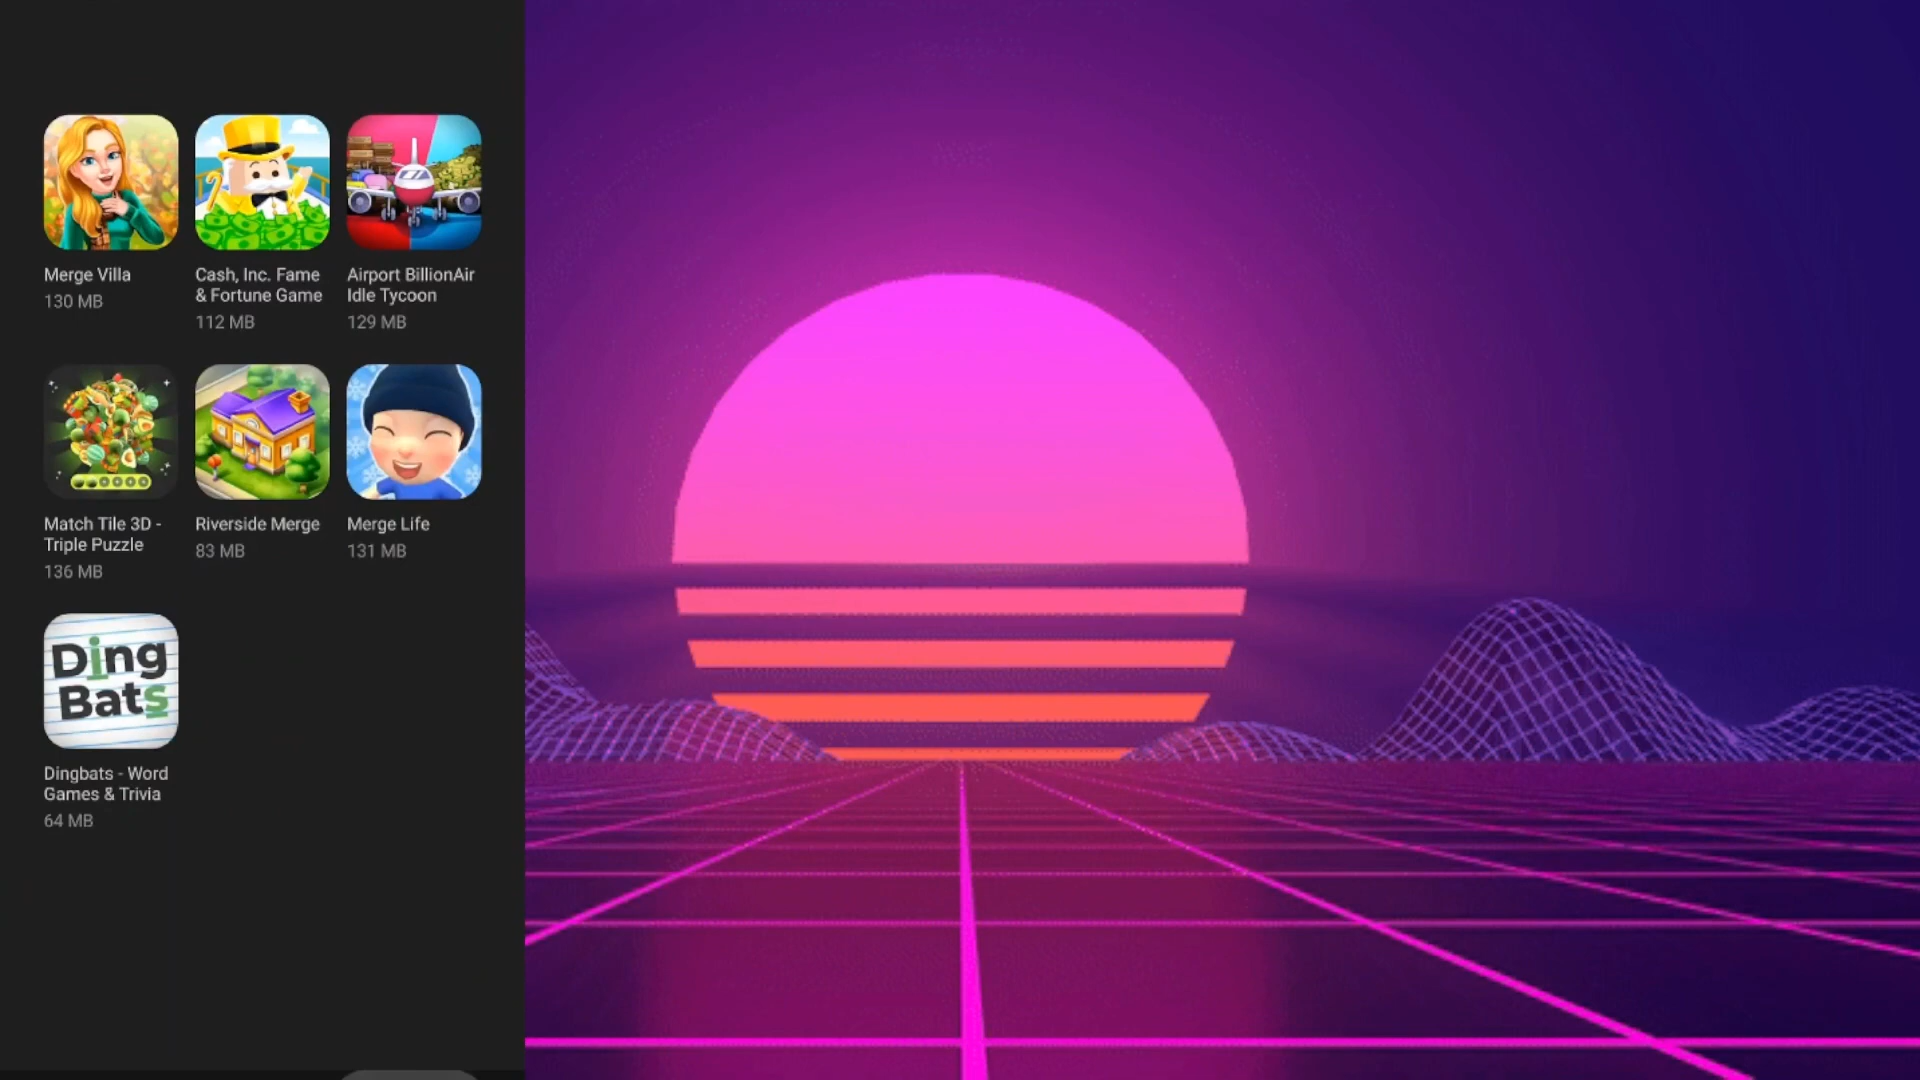 Merge Villa
130 MB
Cash, Inc. Fame
& Fortune Game
112 MB
Airport BillionAir
Idle Tycoon
129 MB
Match Tile 3D -
Triple Puzzle
136 MB
Riverside Merge
83 MB
Merge Life
131 MB
Ding
Bats
Dingbats - Word
Games & Trivia
64 MB